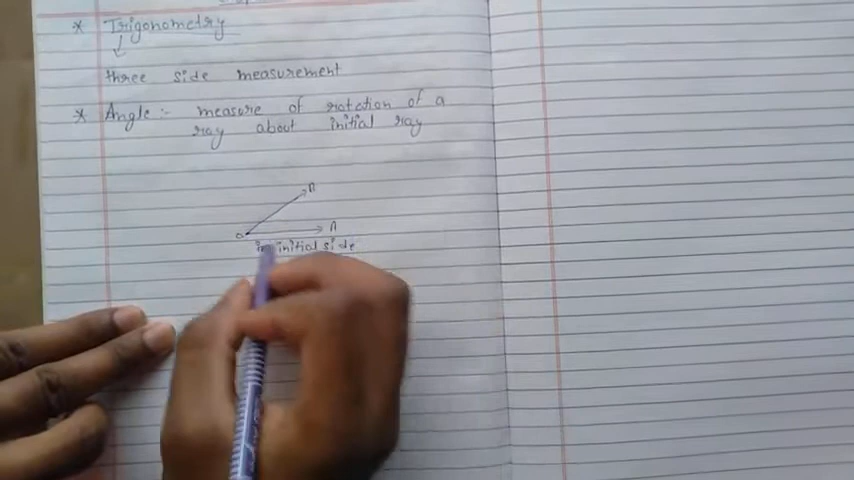 * Trigonometry
three side measurement
* Angle :- measure of rotation of a
ray about initial ray
B
O
A
initial side